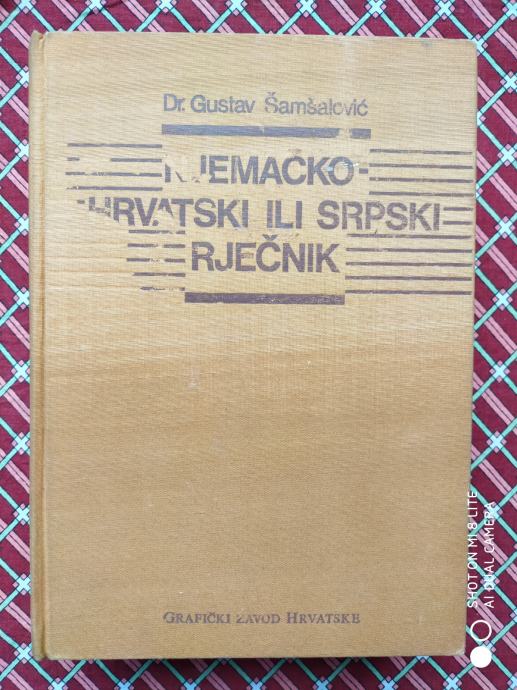 Dr. Gustav Šamšalović
NJEMAČKO-
HRVATSKI ILI SRPSKI
RJEČNIK
GRAFIČKI ZAVOD HRVATSKE
SHOT ON MI 8 LITE
AI DUAL CAMERA